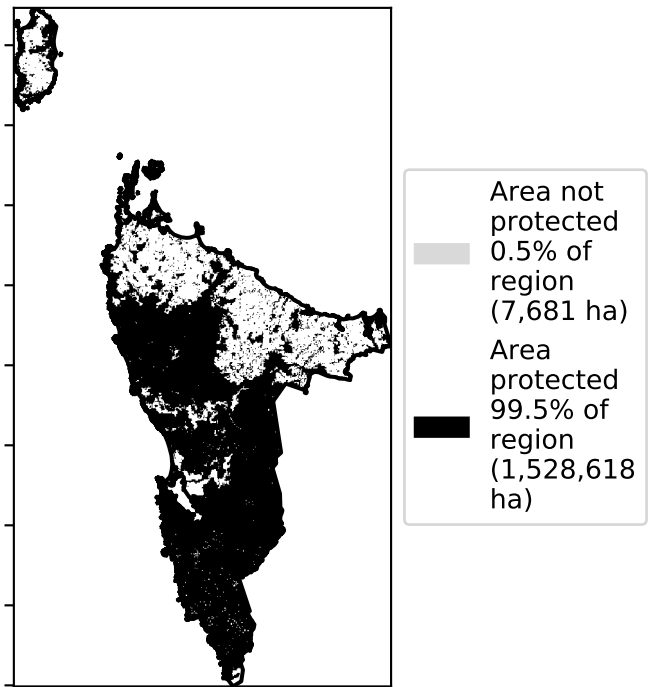 Area not
protected
0.5% of
region
(7,681 ha)
Area
protected
99.5% of
region
(1,528,618
ha)